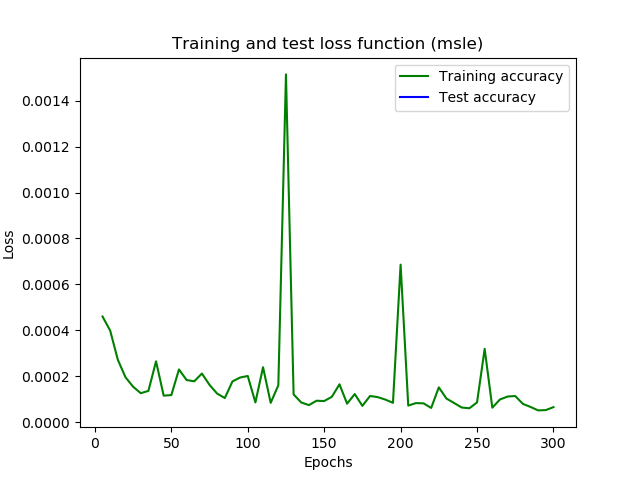 Training and test loss function (msle)
Training accuracy
Test accuracy
0.0014
0.0012
0.0010
0.0008
0.0006
0.0004
0.0002
0.0000
Loss
0 50 100 150 200 250 300
Epochs